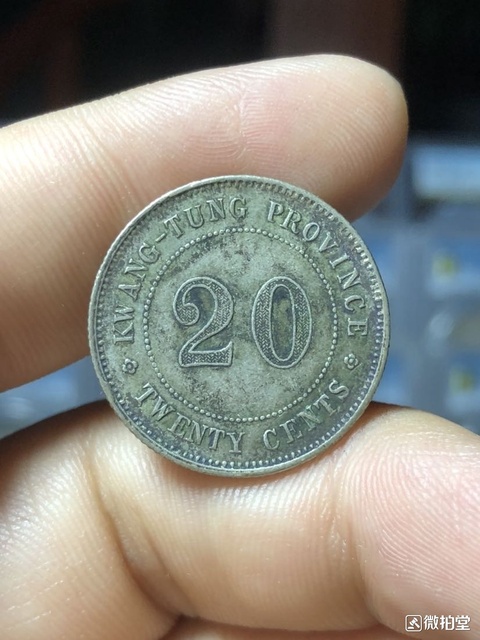 KWANG-TUNG PROVINCE
20
TWENTY CENTS
微拍堂